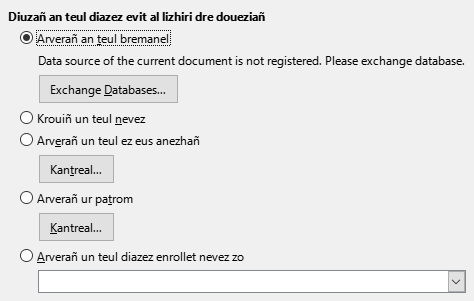 Diuzañ an teul diazez evit al lizhiri dre doueziañ
Arverañ an teul bremanel
Data source of the current document is not registered. Please exchange database.
Exchange Databases...
Krouiñ un teul nevez
Arverañ un teul ez eus anezhañ
Kantreal...
Arverañ ur patrom
Kantreal...
Arverañ un teul diazez enrollet nevez zo